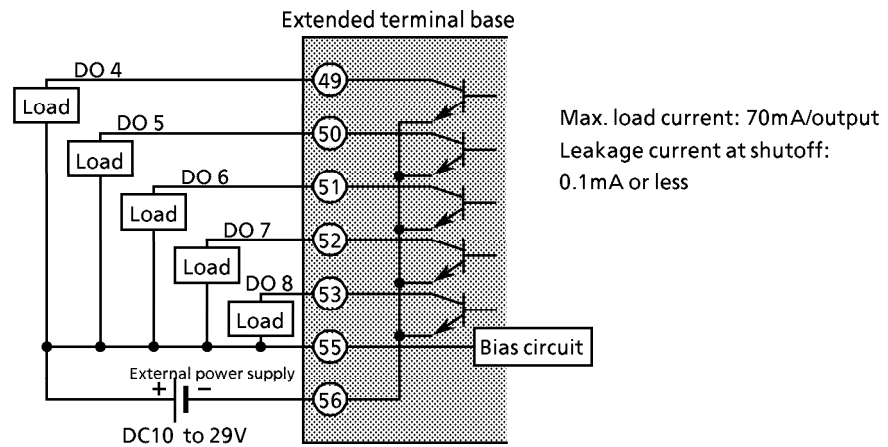 Extended terminal base
DO 4
49
Load
Max. load current: 70mA/output
DO 5
50
Load
Leakage current at shutoff:
DO 6
51
0.1mA or less
Load
DO 7
52
Load
DO 8
53
Load
55
Bias circuit
External power supply
+ −
56
DC10 to 29V